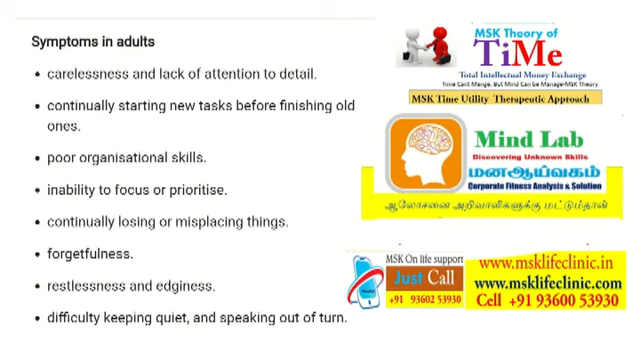 Symptoms in adults
carelessness and lack of attention to detail.
continually starting new tasks before finishing old
ones.
poor organisational skills.
inability to focus or prioritise.
continually losing or misplacing things.
forgetfulness.
restlessness and edginess.
difficulty keeping quiet, and speaking out of turn.
MSK Theory of
TiMe
Total Intellectual Money Exchange
Time Cant Mange, But Mind Can be Manage-MSK Theory
MSK Time Utility Therapeutic Approach
Mind Lab
Discovering Unknown Skills
மனஆய்வகம்
Corporate Fitness Analysis & Solution
ஆலோசனை அறிவாளிகளுக்கு மட்டும்தான்
MSK On life support
Just Call
+91 93602 53930
www.msklifeclinic.in
www.msklifeclinic.com
Cell +91 93600 53930